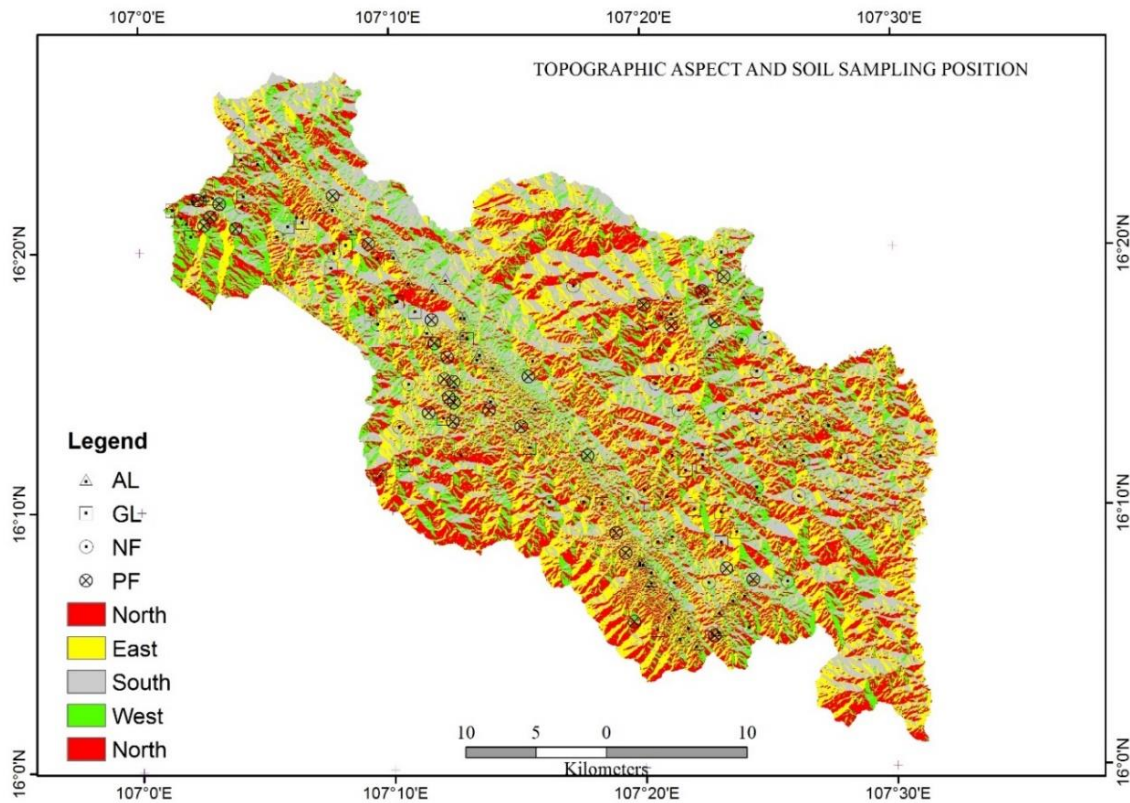 107°0'E 107°10'E 107°20'E 107°30'E
TOPOGRAPHIC ASPECT AND SOIL SAMPLING POSITION
16°20'N 16°20'N
Legend
AL
GL
NF
PF
North
East
South
West
North
16°10'N 16°10'N
10 5 0 10
Kilometers
16°0'N 16°0'N
107°0'E 107°10'E 107°20'E 107°30'E